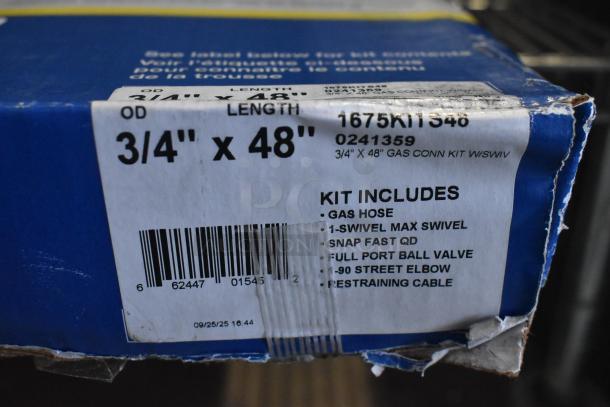 See label below for kit contents
Voir l'étiquette ci-dessous
pour connaître le contenu
de la trousse
OD LENGTH
3/4" x 48"
0241359
OD LENGTH
3/4" x 48"
1675KIT1S46
0241359
3/4" X 48" GAS CONN KIT W/SWIV
KIT INCLUDES
• GAS HOSE
• 1-SWIVEL MAX SWIVEL
• SNAP FAST QD
• FULL PORT BALL VALVE
• 1-90 STREET ELBOW
• RESTRAINING CABLE
6 62447 01545 2
09/25/25 16:44